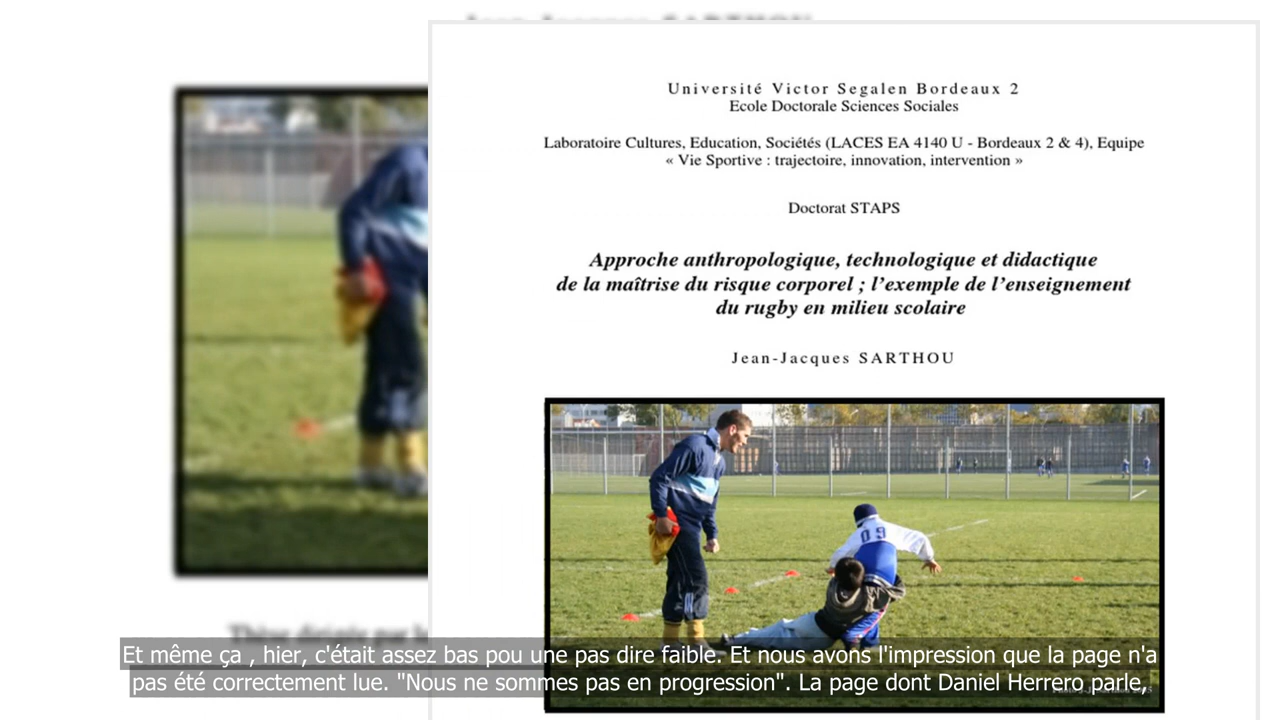 Université Victor Segalen Bordeaux 2
Ecole Doctorale Sciences Sociales
Laboratoire Cultures, Education, Sociétés (LACES EA 4140 U - Bordeaux 2 & 4), Equipe
« Vie Sportive : trajectoire, innovation, intervention »
Doctorat STAPS
Approche anthropologique, technologique et didactique
de la maîtrise du risque corporel ; l'exemple de l'enseignement
du rugby en milieu scolaire
Jean-Jacques SARTHOU
09
Et même ça , hier, c'était assez bas pou une pas dire faible. Et nous avons l'impression que la page n'a
pas été correctement lue. "Nous ne sommes pas en progression". La page dont Daniel Herrero parle,